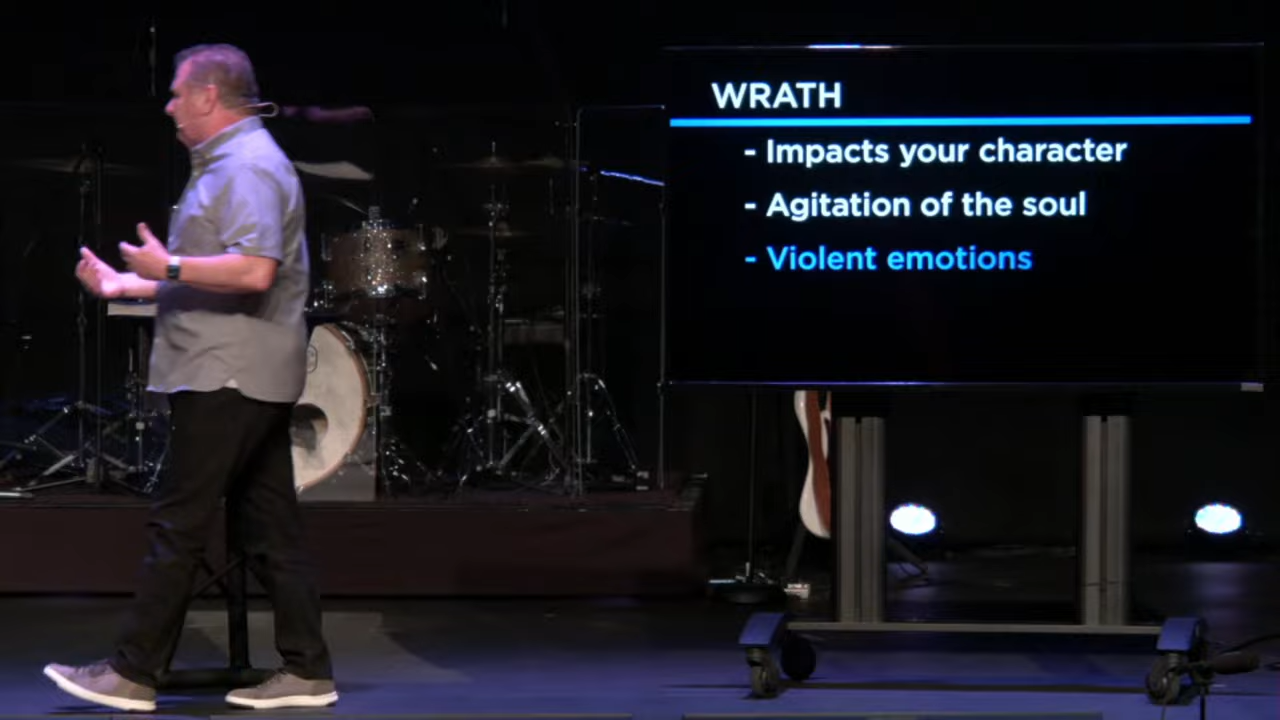 WRATH
- Impacts your character
- Agitation of the soul
- Violent emotions